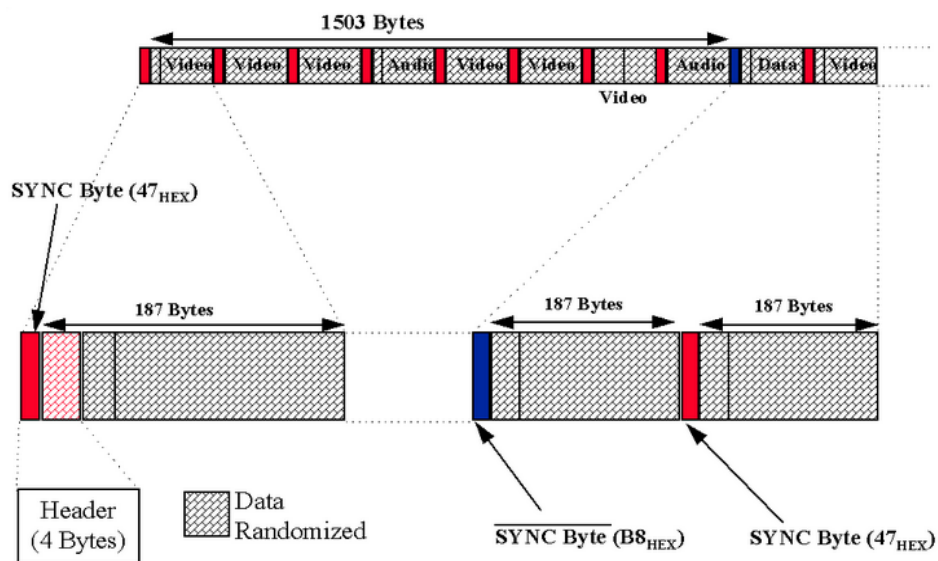 1503 Bytes
Video Video Video Audio Video Video Audio Data Video
Video
SYNC Byte (47HEX)
187 Bytes 187 Bytes 187 Bytes
Header
(4 Bytes)
Data
Randomized
SYNC Byte (B8HEX)
SYNC Byte (47HEX)